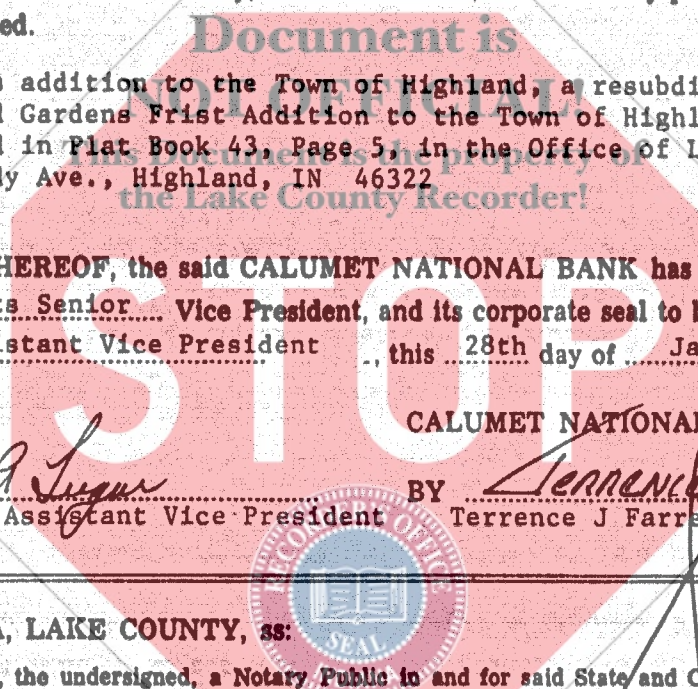 ed.
Document is
addition to the Town of Highland, a resubdi
NOT OFFICIAL!
Gardens Frist Addition to the Town of Highl
in Plat Book 43, Page 5, in the Office of L
This Document is the property of
ly Ave., Highland, IN 46322
the Lake County Recorder!
HEREOF, the said CALUMET NATIONAL BANK has
ts Senior Vice President, and its corporate seal to
istant Vice President, this 28th day of Ja
STOP
CALUMET NATIONAL
BY
Assistant Vice President Terrence J Farre
RECORDER'S OFFICE
SEAL
A, LAKE COUNTY, ss:
, the undersigned, a Notary Public in and for said State and C